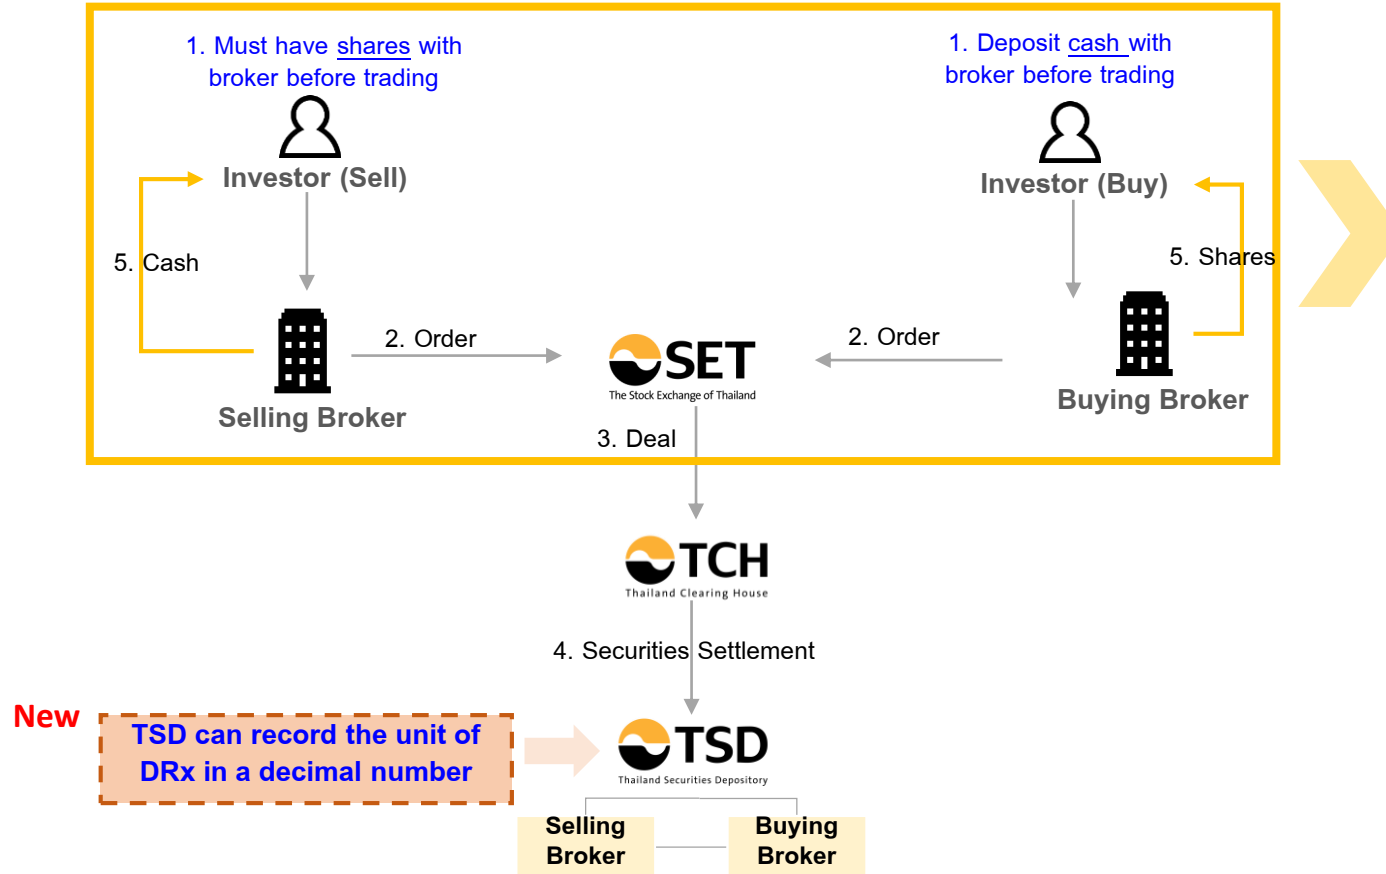 1. Must have shares with
broker before trading
1. Deposit cash with
broker before trading
Investor (Sell)
Investor (Buy)
5. Cash
5. Shares
2. Order
2. Order
SET
The Stock Exchange of Thailand
Selling Broker
Buying Broker
3. Deal
TCH
Thailand Clearing House
4. Securities Settlement
New
TSD can record the unit of
DRx in a decimal number
TSD
Thailand Securities Depository
Selling
Broker
Buying
Broker